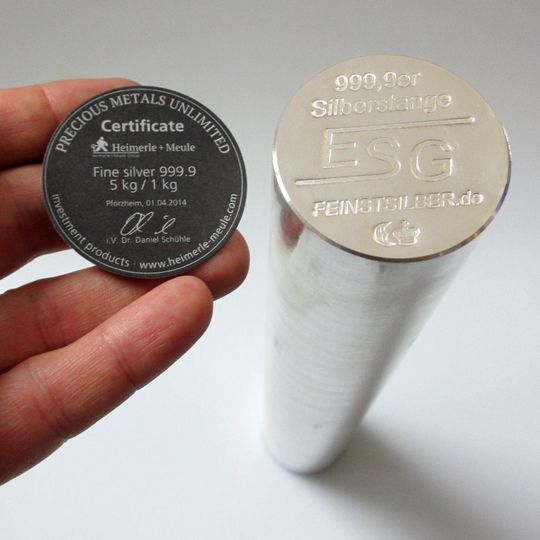 PRECIOUS METALS UNLIMITED
Certificate
Heimerle + Meule
Fine silver 999.9
5 kg / 1 kg
Pforzheim, 01.04.2014
i.V. Dr. Daniel Schühle
investment products · www.heimerle-meule.com
999,9er
Silberstange
ESG
FEINSTSILBER.de